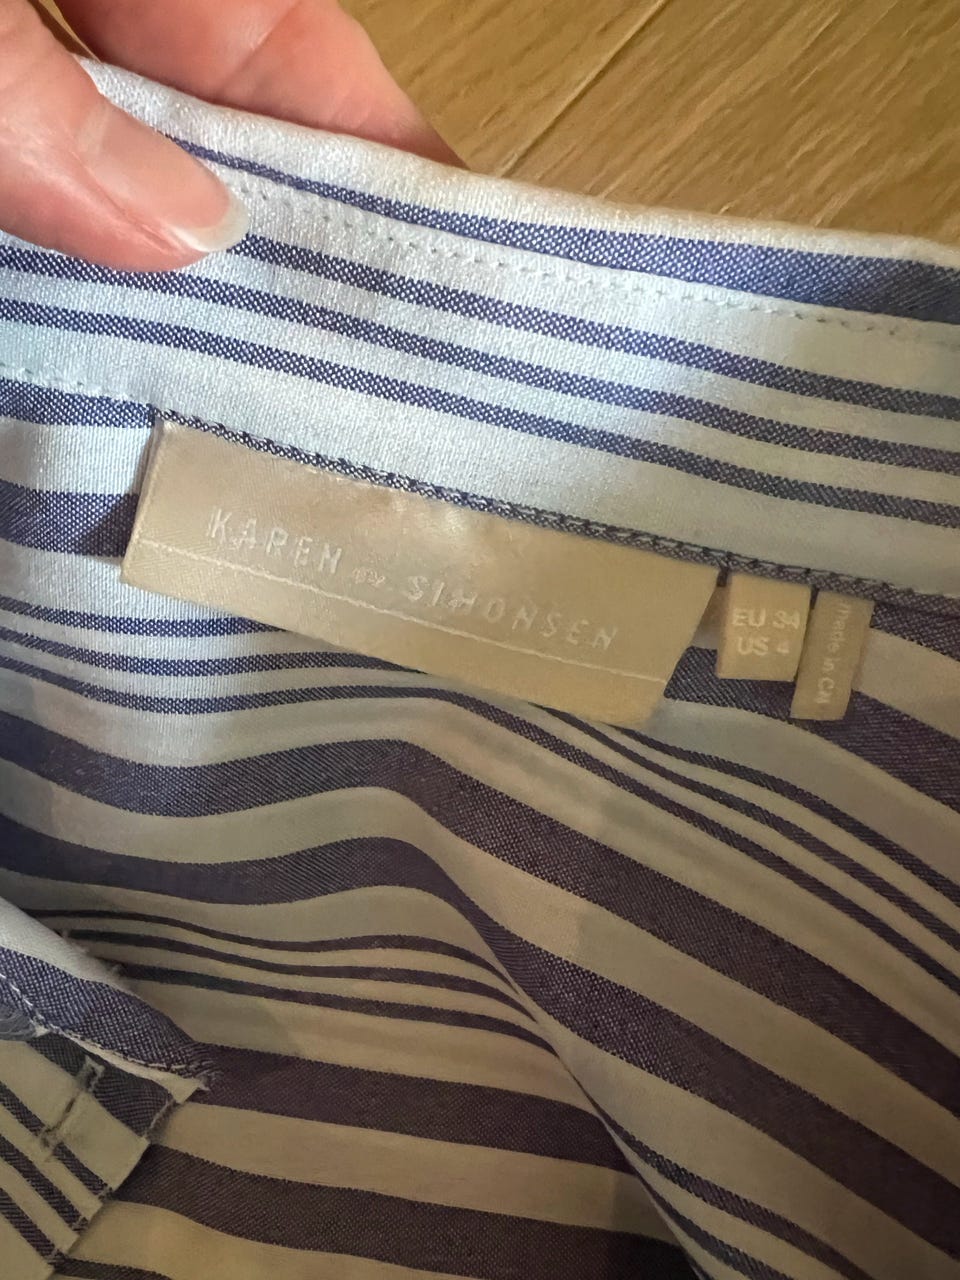 KAREN BY SIMONSEN
EU 34
US 4
made in CN